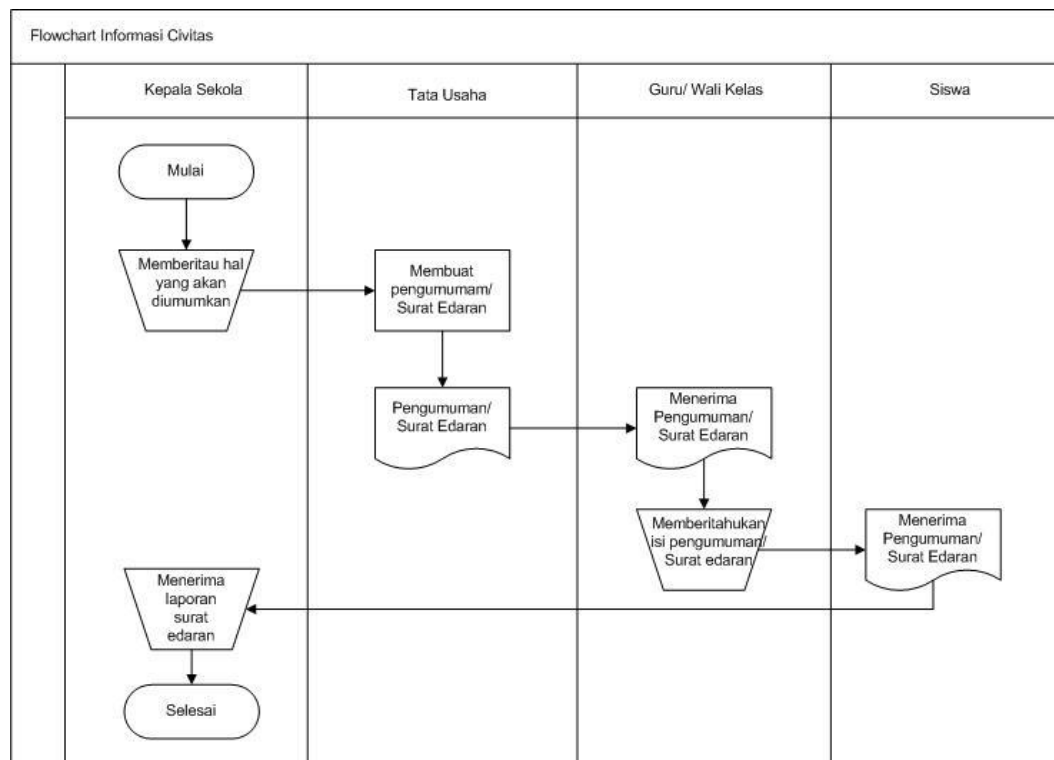 Flowchart Informasi Civitas
Kepala Sekola
Tata Usaha
Guru/ Wali Kelas
Siswa
Mulai
Memberitau hal
yang akan
diumumkan
Membuat
pengumumam/
Surat Edaran
Pengumuman/
Surat Edaran
Menerima
Pengumuman/
Surat Edaran
Memberitahukan
isi pengumuman/
Surat edaran
Menerima
Pengumuman/
Surat Edaran
Menerima
laporan
surat
edaran
Selesai